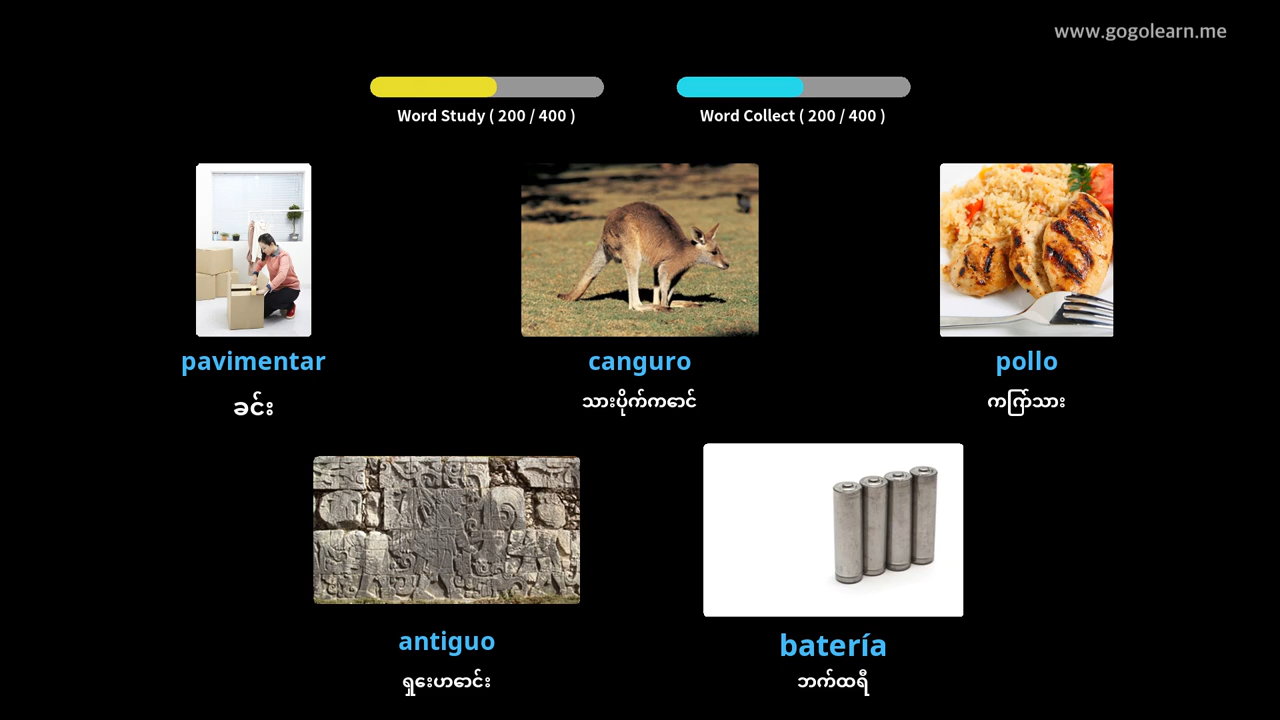 www.gogolearn.me
Word Study ( 200 / 400 )
Word Collect ( 200 / 400 )
pavimentar
ခင်း
canguro
သားပိုက်ကောင်
pollo
ကြက်သား
antiguo
ရှေးဟောင်း
batería
ဘက်ထရီ